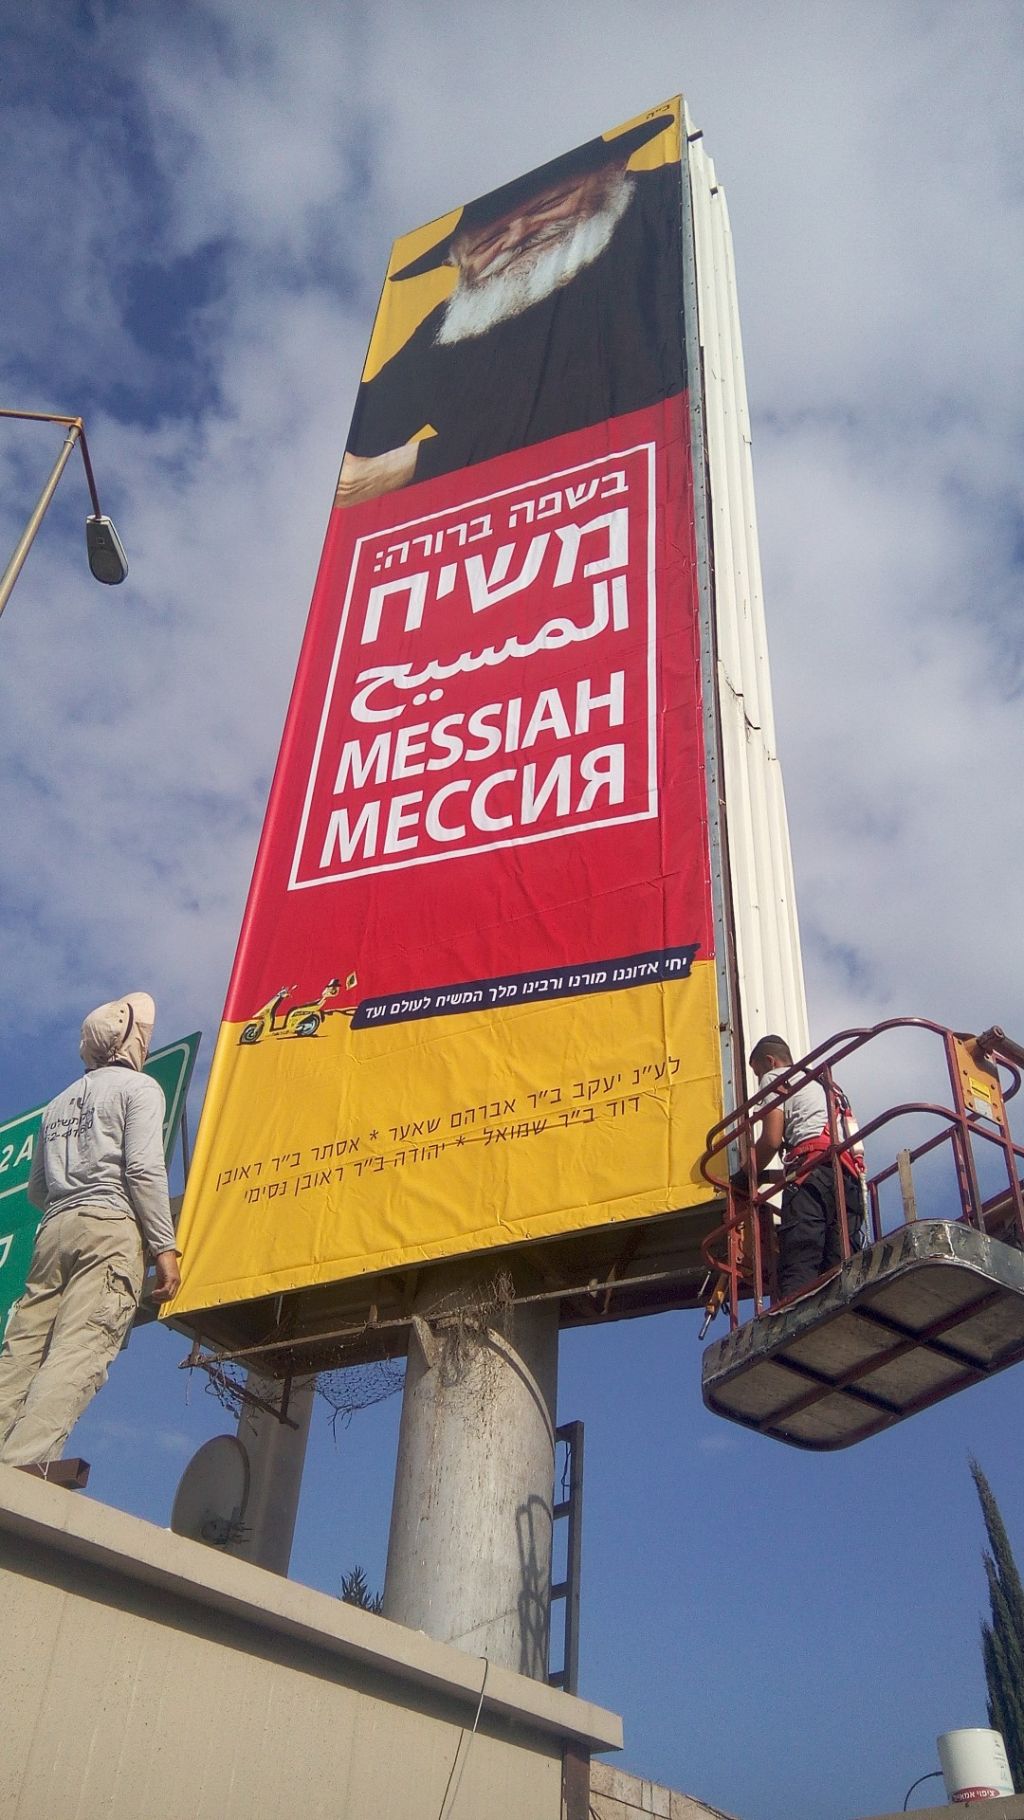 ב"ה
בשפה ברורה:
משיח
المسيح
MESSIAH
МЕССИЯ
יחי אדוננו מורנו ורבינו מלך המשיח לעולם ועד
לע"נ יעקב ב"ר אברהם שאער * אסתר ב"ר ראובן
דוד ב"ר שמואל * יהודה ב"ר ראובן נסימי
2A